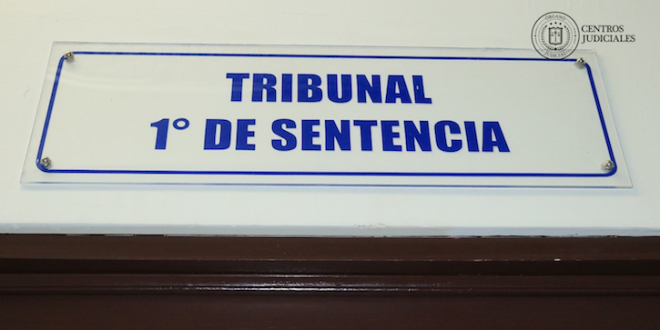 CENTROS
JUDICIALES
TRIBUNAL
1° DE SENTENCIA